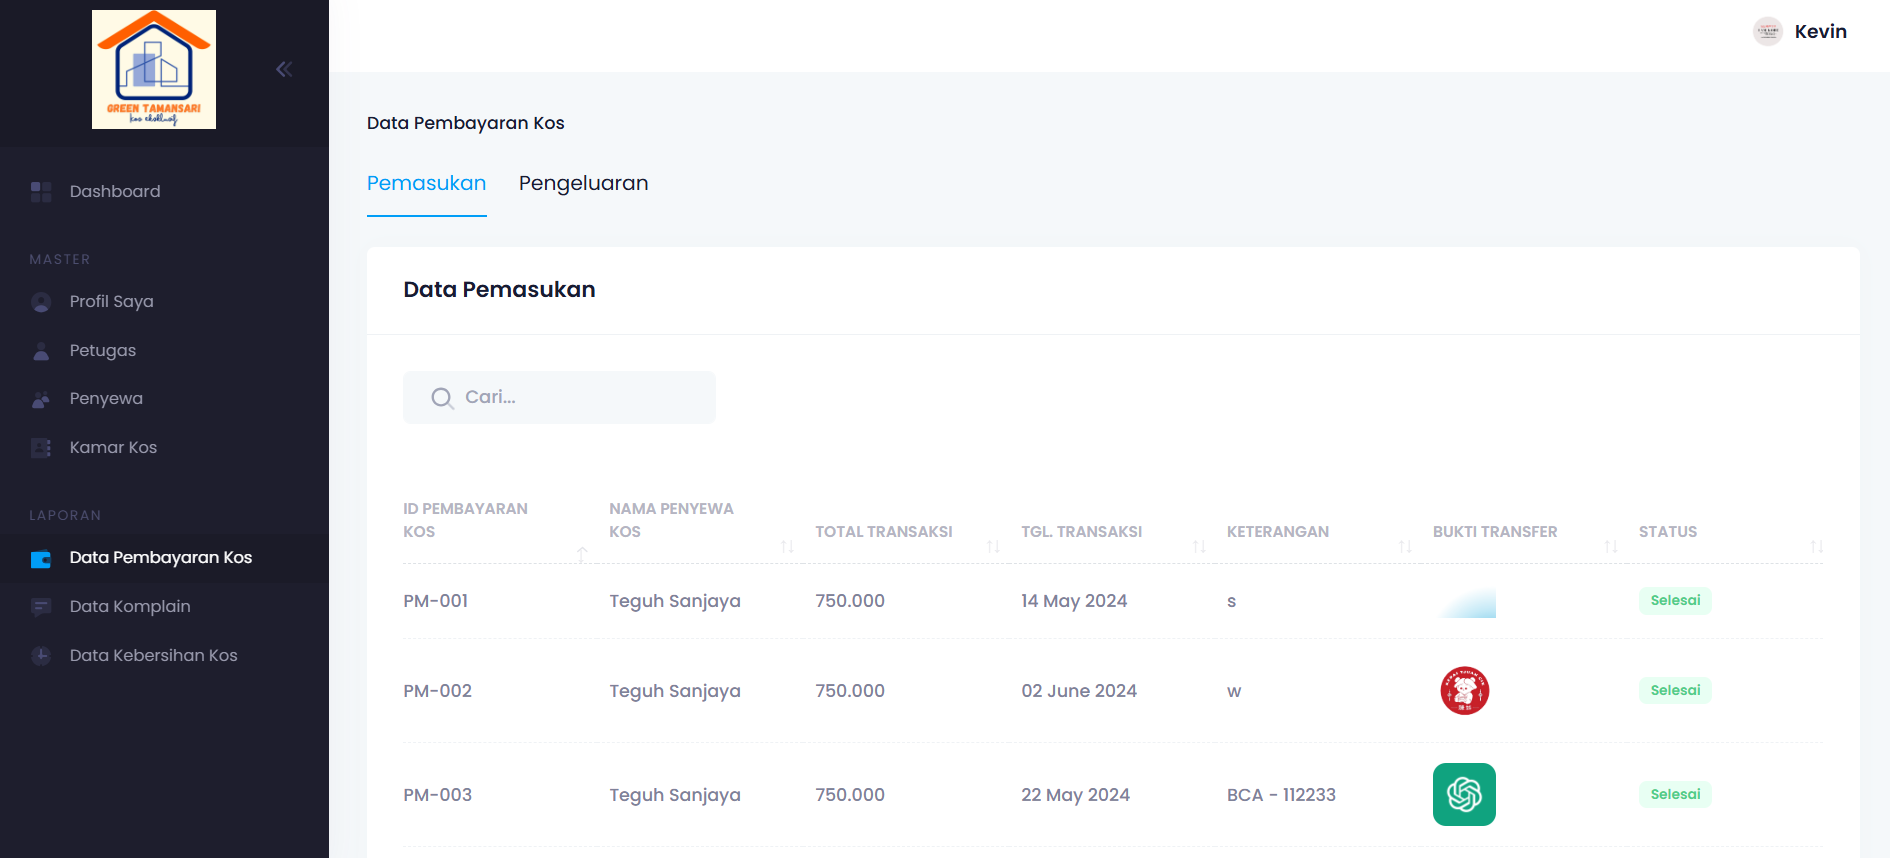 GREEN TAMANSARI
kos eksklusif
Kevin
Dashboard
MASTER
Profil Saya
Petugas
Penyewa
Kamar Kos
LAPORAN
Data Pembayaran Kos
Data Komplain
Data Kebersihan Kos
Data Pembayaran Kos
Pemasukan Pengeluaran
Data Pemasukan
Cari...
ID PEMBAYARAN KOS NAMA PENYEWA KOS TOTAL TRANSAKSI TGL. TRANSAKSI KETERANGAN BUKTI TRANSFER STATUS
PM-001 Teguh Sanjaya 750.000 14 May 2024 s Selesai
PM-002 Teguh Sanjaya 750.000 02 June 2024 w Selesai
PM-003 Teguh Sanjaya 750.000 22 May 2024 BCA - 112233 Selesai